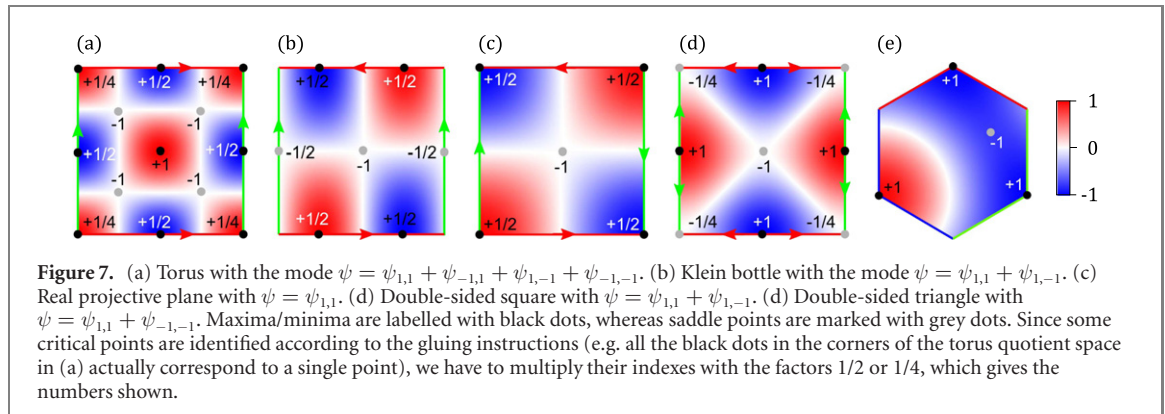 (a) (b) (c) (d) (e)
+1/4 +1/2 +1/4 +1/2 +1/2 +1/2 +1/2 -1/4 +1 -1/4 +1 1
-1 -1 -1
+1/2 +1 +1/2 -1/2 -1 -1/2 -1 +1 -1 +1 0
-1 -1 +1 +1
+1/4 +1/2 +1/4 +1/2 +1/2 +1/2 +1/2 -1/4 +1 -1/4 -1
Figure 7. (a) Torus with the mode ψ = ψ1,1 + ψ−1,1 + ψ1,−1 + ψ−1,−1. (b) Klein bottle with the mode ψ = ψ1,1 + ψ1,−1. (c)
Real projective plane with ψ = ψ1,1. (d) Double-sided square with ψ = ψ1,1 + ψ1,−1. (d) Double-sided triangle with
ψ = ψ1,1 + ψ−1,−1. Maxima/minima are labelled with black dots, whereas saddle points are marked with grey dots. Since some
critical points are identified according to the gluing instructions (e.g. all the black dots in the corners of the torus quotient space
in (a) actually correspond to a single point), we have to multiply their indexes with the factors 1/2 or 1/4, which gives the
numbers shown.